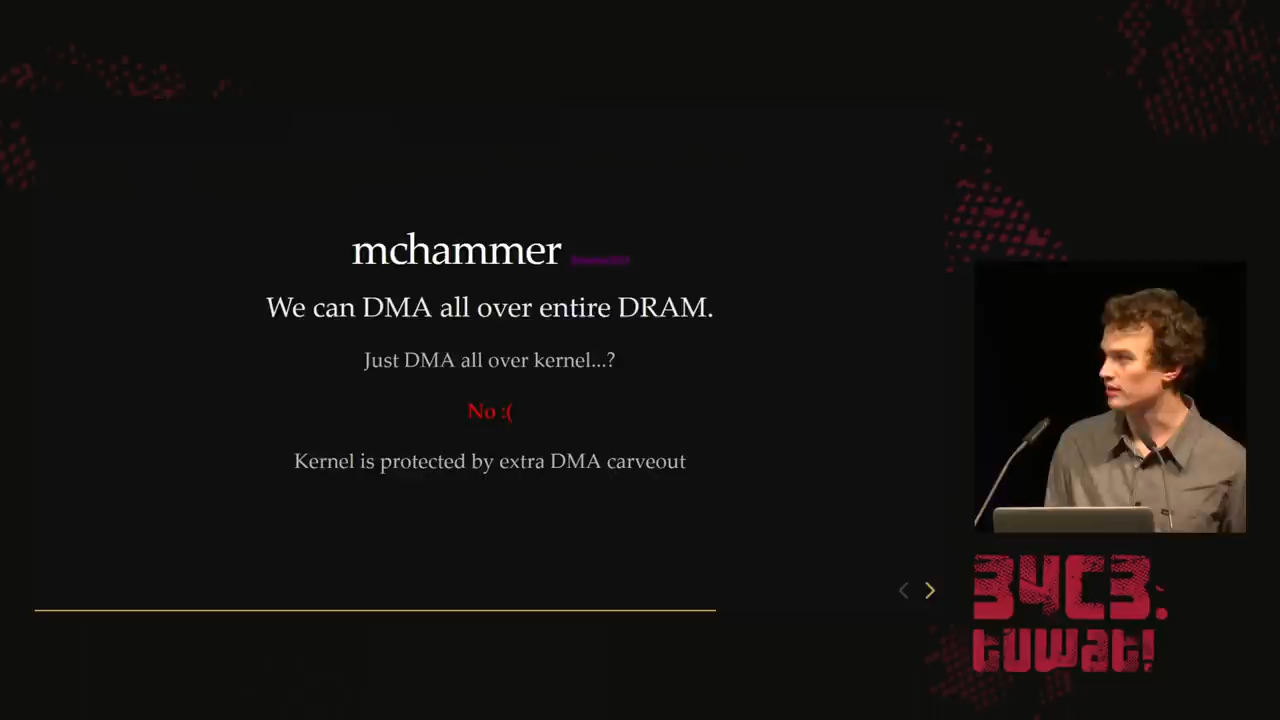 mchammer
We can DMA all over entire DRAM.
Just DMA all over kernel...?
No :(
Kernel is protected by extra DMA carveout
34C3.
tuwat!